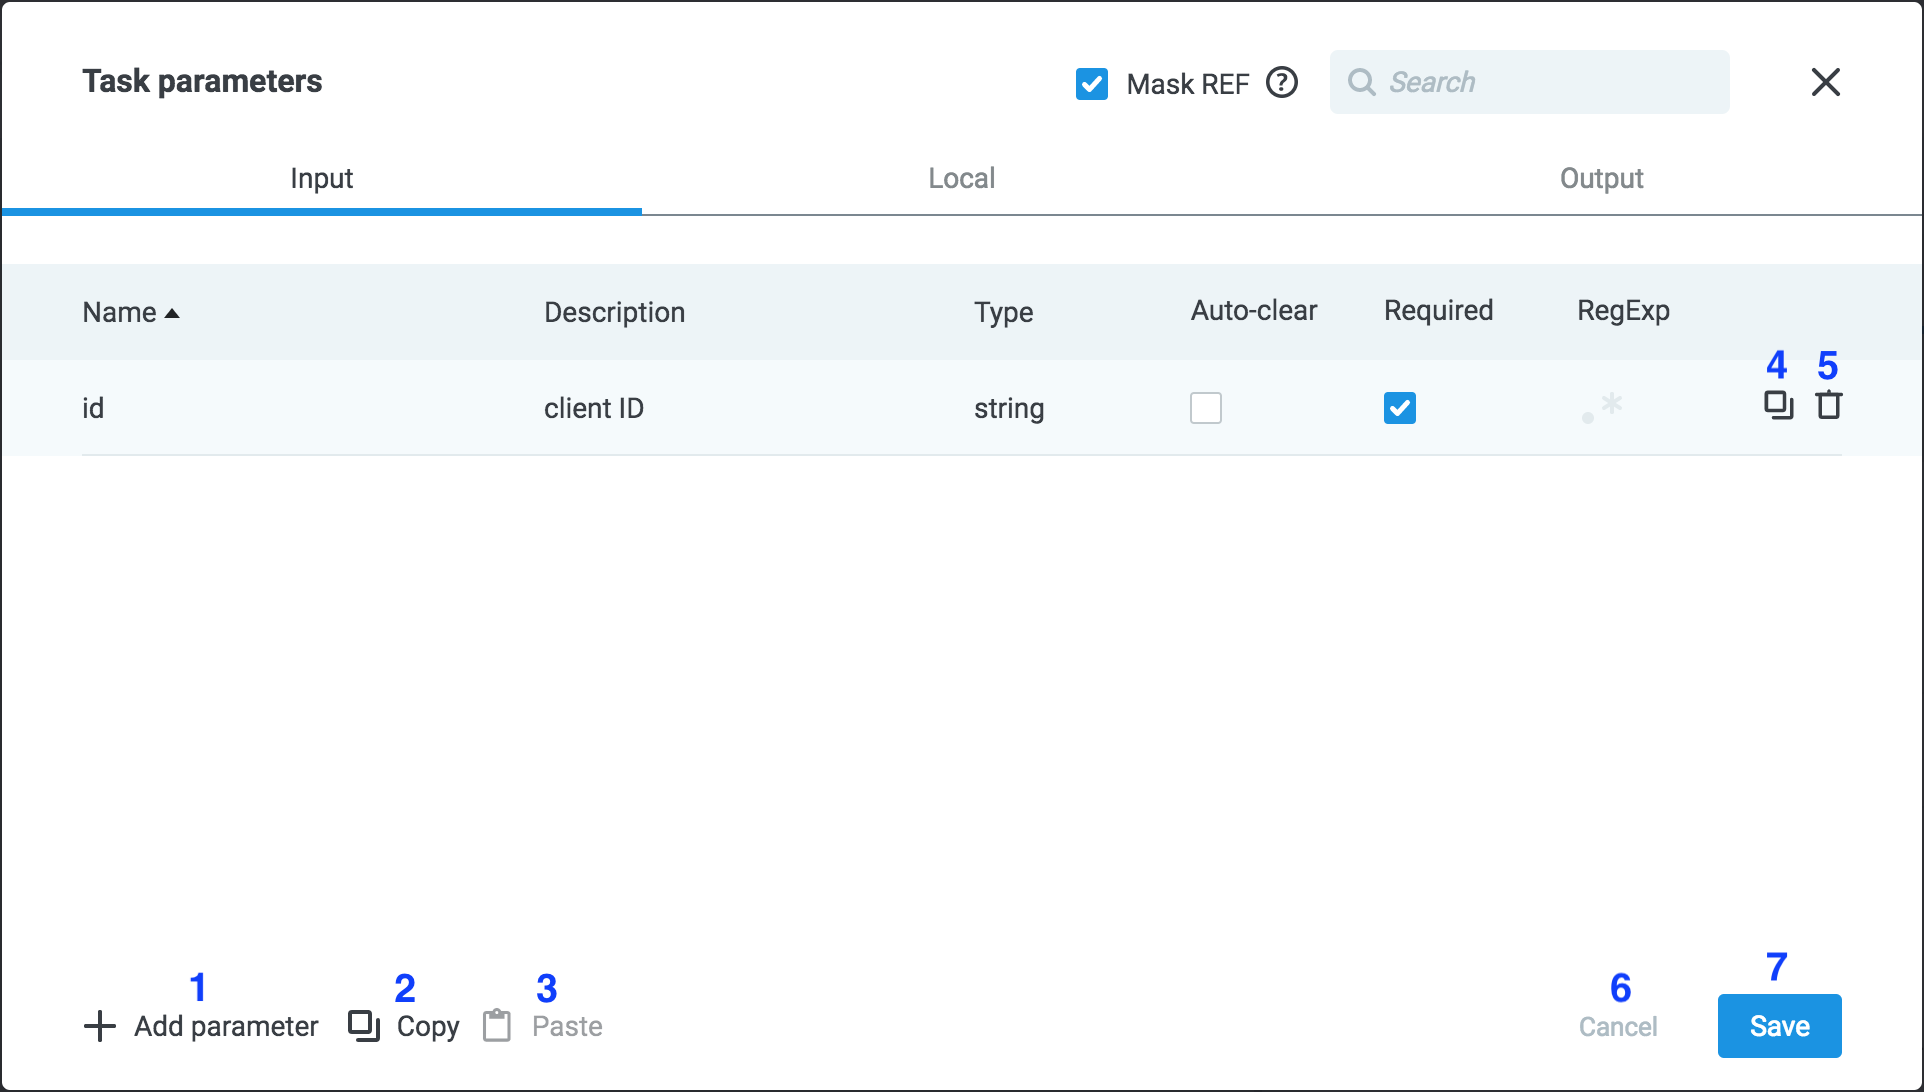 Task parameters
Mask REF
Search
Input
Local
Output
Name
Description
Type
Auto-clear
Required
RegExp
4 5
id
client ID
string
.*
1
2
3
6
7
Add parameter
Copy
Paste
Cancel
Save